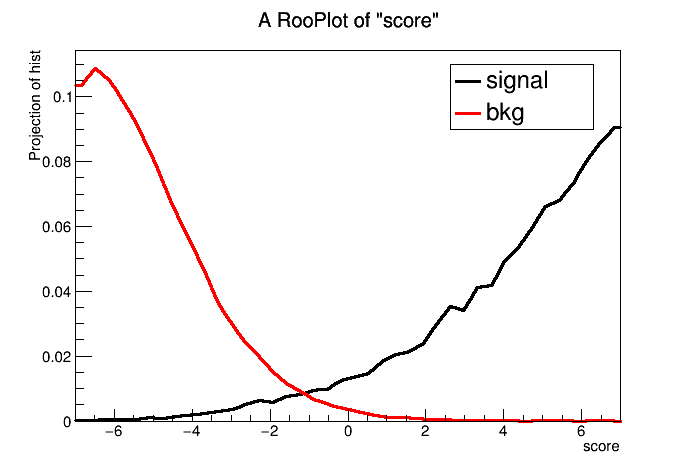 A RooPlot of "score"
Projection of hist
signal
bkg
0.1
0.08
0.06
0.04
0.02
0
−6
−4
−2
0
2
4
6
score